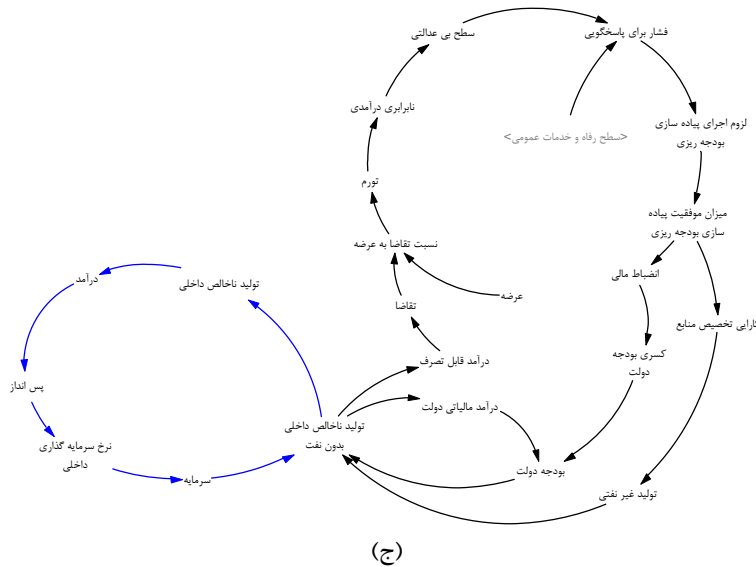 سطح بی عدالتی
فشار برای پاسخگویی
نابرابری درآمدی
لزوم اجرای پیاده سازی
بودجه ریزی
<سطح رفاه و خدمات عمومی>
تورم
میزان موفقیت پیاده
سازی بودجه ریزی
نسبت تقاضا به عرضه
انضباط مالی
درآمد
تولید ناخالص داخلی
تقاضا
عرضه
کارایی تخصیص منابع
درآمد قابل تصرف
کسری بودجه
دولت
پس انداز
درآمد مالیاتی دولت
تولید ناخالص داخلی
بدون نفت
نرخ سرمایه گذاری
داخلی
سرمایه
بودجه دولت
تولید غیر نفتی
(ج)